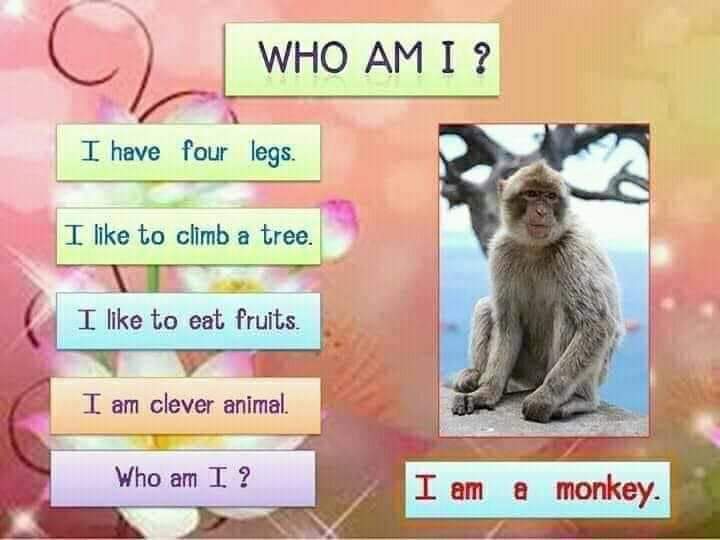 WHO AM I ?
I have four legs.
I like to climb a tree.
I like to eat fruits.
I am clever animal.
Who am I ?
I am a monkey.